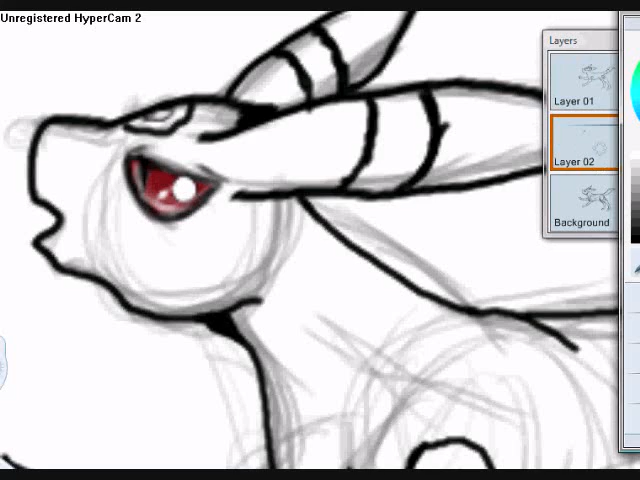 Unregistered HyperCam 2
Layers
Layer 01
Layer 02
Background